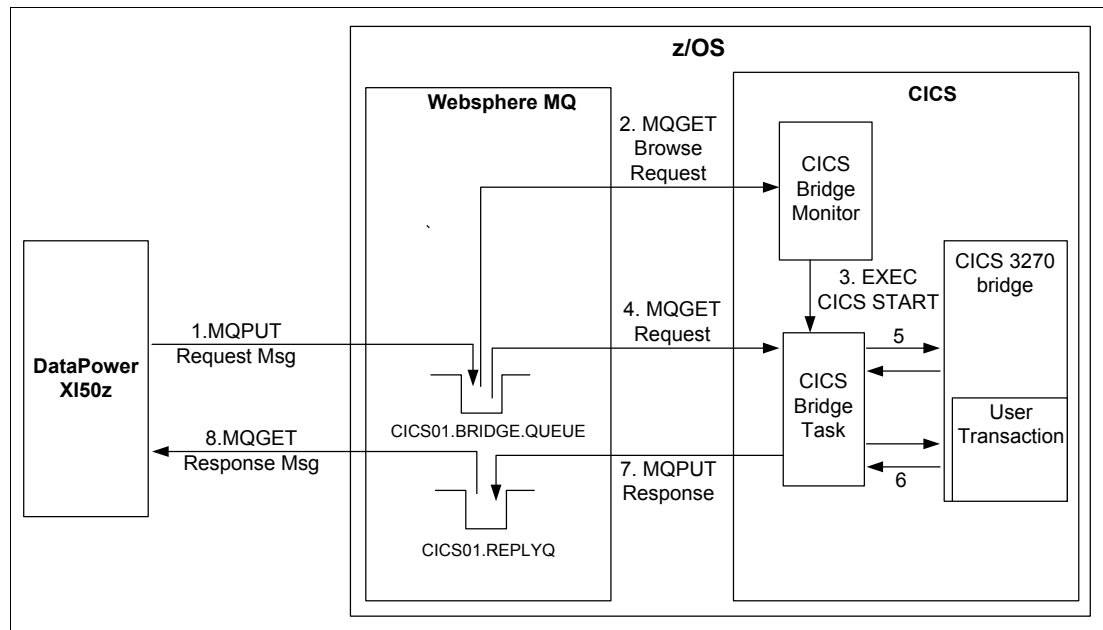 z/OS
Websphere MQ
CICS
2. MQGET
Browse
Request
CICS
Bridge
Monitor
CICS 3270
bridge
3. EXEC
CICS START
1.MQPUT
Request Msg
4. MQGET
Request
5
DataPower
XI50z
CICS
Bridge
Task
User
Transaction
CICS01.BRIDGE.QUEUE
8.MQGET
Response Msg
7. MQPUT
Response
6
CICS01.REPLYQ